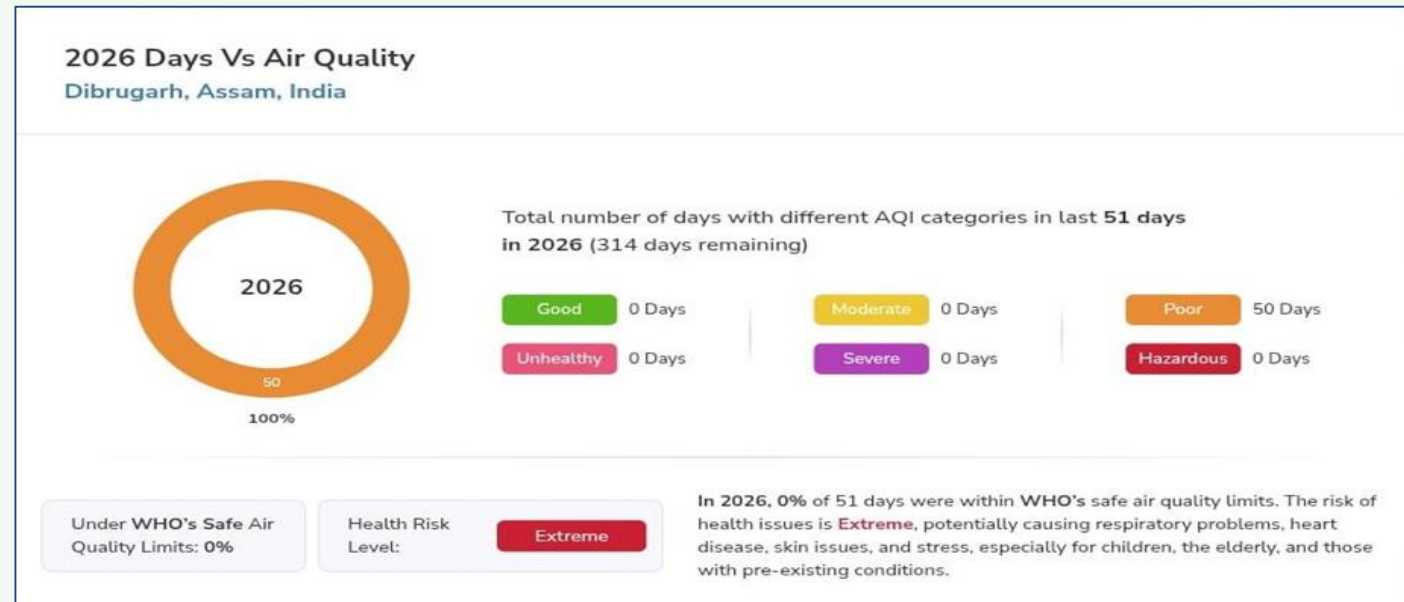 2026 Days Vs Air Quality
Dibrugarh, Assam, India
2026
50
100%
Total number of days with different AQI categories in last 51 days
in 2026 (314 days remaining)
Good 0 Days Moderate 0 Days Poor 50 Days
Unhealthy 0 Days Severe 0 Days Hazardous 0 Days
Under WHO's Safe Air
Quality Limits: 0%
Health Risk
Level:
Extreme
In 2026, 0% of 51 days were within WHO's safe air quality limits. The risk of
health issues is Extreme, potentially causing respiratory problems, heart
disease, skin issues, and stress, especially for children, the elderly, and those
with pre-existing conditions.